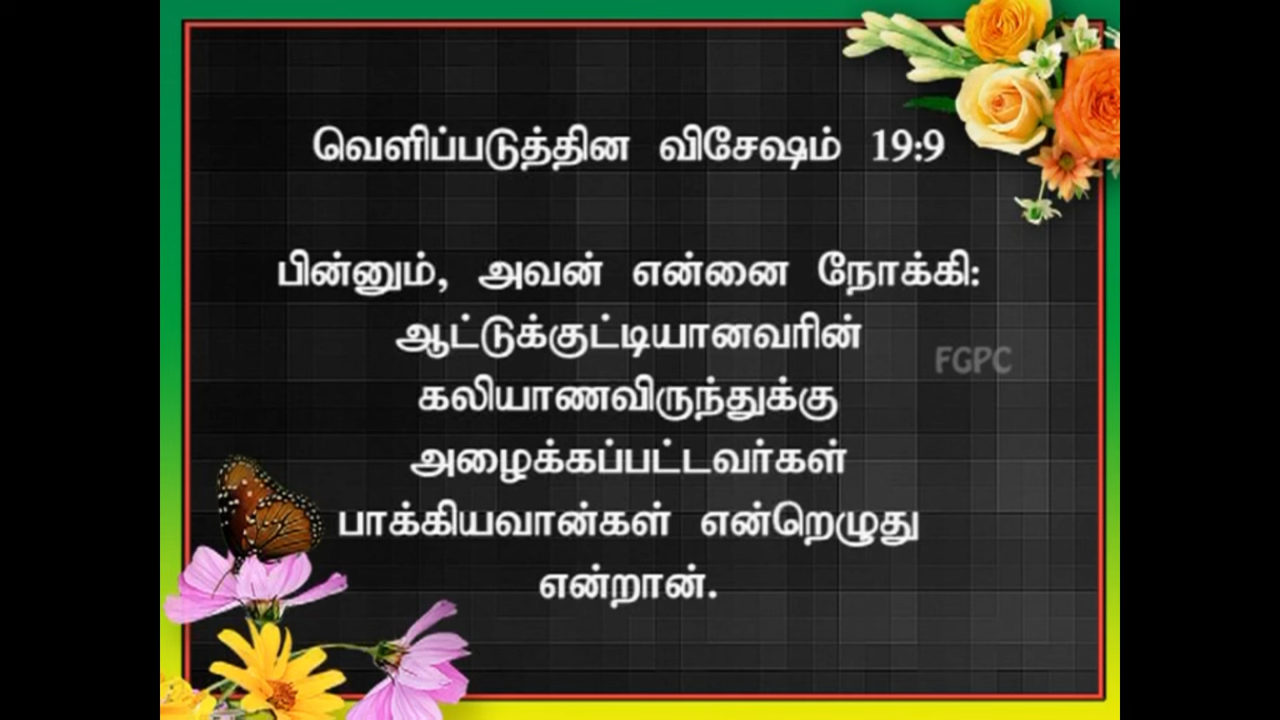 வெளிப்படுத்தின விசேஷம் 19:9
பின்னும், அவன் என்னை நோக்கி:
ஆட்டுக்குட்டியானவரின்
கலியாணவிருந்துக்கு
அழைக்கப்பட்டவர்கள்
பாக்கியவான்கள் என்றெழுது
என்றான்.
FGPC